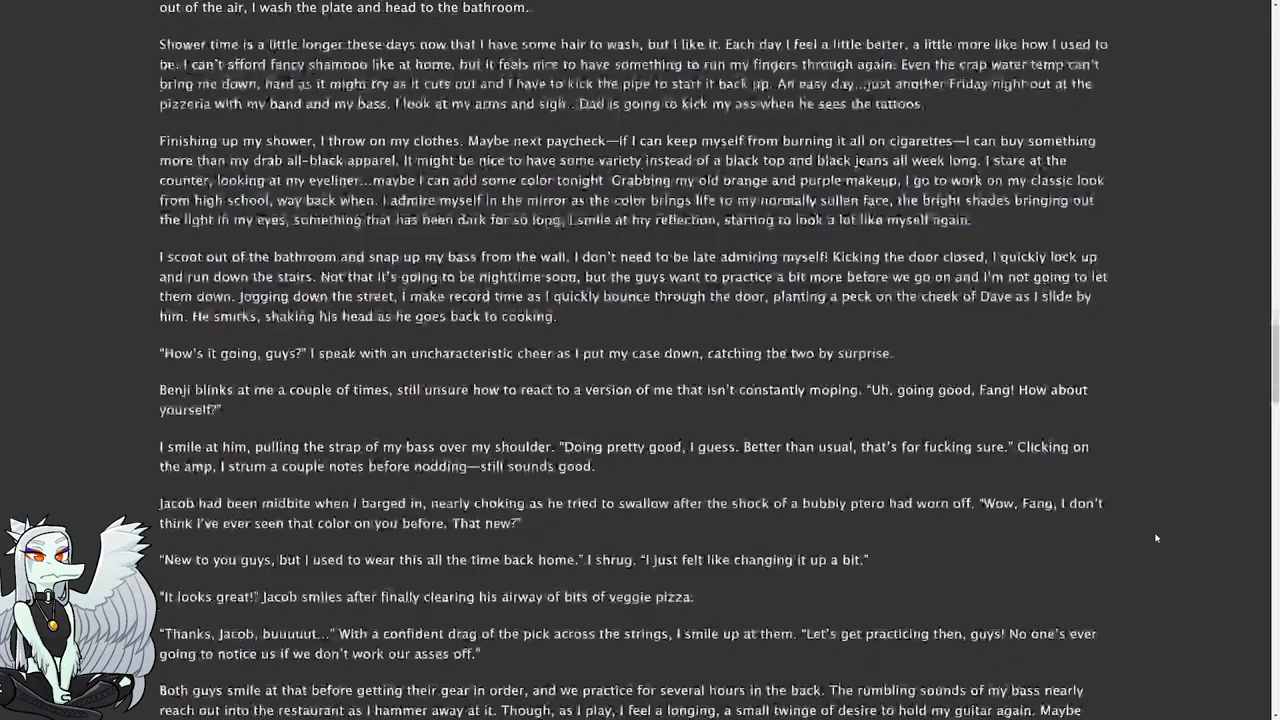 out of the air, I wash the plate and head to the bathroom.
Shower time is a little longer these days now that I have some hair to wash, but I like it. Each day I feel a little better, a little more like how I used to
be. I can't afford fancy shampoo like at home, but it feels nice to have something to run my fingers through again. Even the crap water temp can't
bring me down, hard as it might try as it cuts out and I have to kick the pipe to start it back up. An easy day...just another Friday night out at the
pizzeria with my band and my bass. I look at my arms and sigh...Dad is going to kick my ass when he sees the tattoos.
Finishing up my shower, I throw on my clothes. Maybe next paycheck—if I can keep myself from burning it all on cigarettes—I can buy something
more than my drab all-black apparel. It might be nice to have some variety instead of a black top and black jeans all week long. I stare at the
counter, looking at my eyeliner...maybe I can add some color tonight. Grabbing my old orange and purple makeup, I go to work on my classic look
from high school, way back when. I admire myself in the mirror as the color brings life to my normally sullen face, the bright shades bringing out
the light in my eyes, something that has been dark for so long. I smile at my reflection, starting to look a lot like myself again.
I scoot out of the bathroom and snap up my bass from the wall. I don't need to be late admiring myself! Kicking the door closed, I quickly lock up
and run down the stairs. Not that it's going to be nighttime soon, but the guys want to practice a bit more before we go on and I'm not going to let
them down. Jogging down the street, I make record time as I quickly bounce through the door, planting a peck on the cheek of Dave as I slide by
him. He smirks, shaking his head as he goes back to cooking.
"How's it going, guys?" I speak with an uncharacteristic cheer as I put my case down, catching the two by surprise.
Benji blinks at me a couple of times, still unsure how to react to a version of me that isn't constantly moping. "Uh, going good, Fang! How about
yourself?"
I smile at him, pulling the strap of my bass over my shoulder. "Doing pretty good, I guess. Better than usual, that's for fucking sure." Clicking on
the amp, I strum a couple notes before nodding—still sounds good.
Jacob had been midbite when I barged in, nearly choking as he tried to swallow after the shock of a bubbly ptero had worn off. "Wow, Fang, I don't
think I've ever seen that color on you before. That new?"
"New to you guys, but I used to wear this all the time back home." I shrug. "I just felt like changing it up a bit."
"It looks great!" Jacob smiles after finally clearing his airway of bits of veggie pizza.
"Thanks, Jacob, buuuuut..." With a confident drag of the pick across the strings, I smile up at them. "Let's get practicing then, guys! No one's ever
going to notice us if we don't work our asses off."
Both guys smile at that before getting their gear in order, and we practice for several hours in the back. The rumbling sounds of my bass nearly
reach out into the restaurant as I hammer away at it. Though, as I play, I feel a longing, a small twinge of desire to hold my guitar again. Maybe